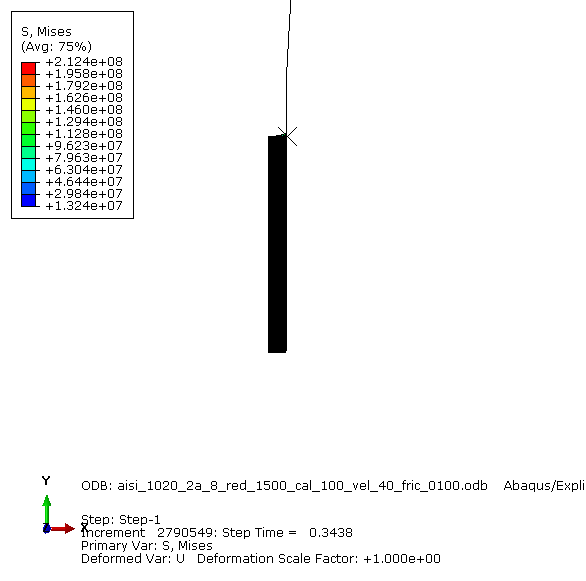 S, Mises
(Avg: 75%)
+2.124e+08
+1.958e+08
+1.792e+08
+1.626e+08
+1.460e+08
+1.294e+08
+1.128e+08
+9.623e+07
+7.963e+07
+6.304e+07
+4.644e+07
+2.984e+07
+1.324e+07
Y
X
ODB: aisi_1020_2a_8_red_1500_cal_100_vel_40_fric_0100.odb Abaqus/Expli
Step: Step-1
Increment 2790549: Step Time = 0.3438
Primary Var: S, Mises
Deformed Var: U Deformation Scale Factor: +1.000e+00